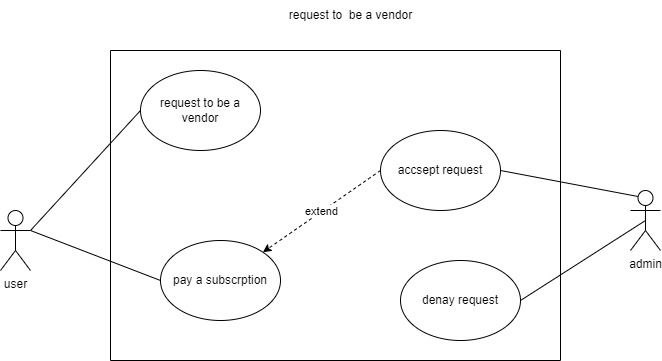 request to  be a vendor
request to be a
vendor
accsept request
extend
user
pay a subscrption
admin
denay request